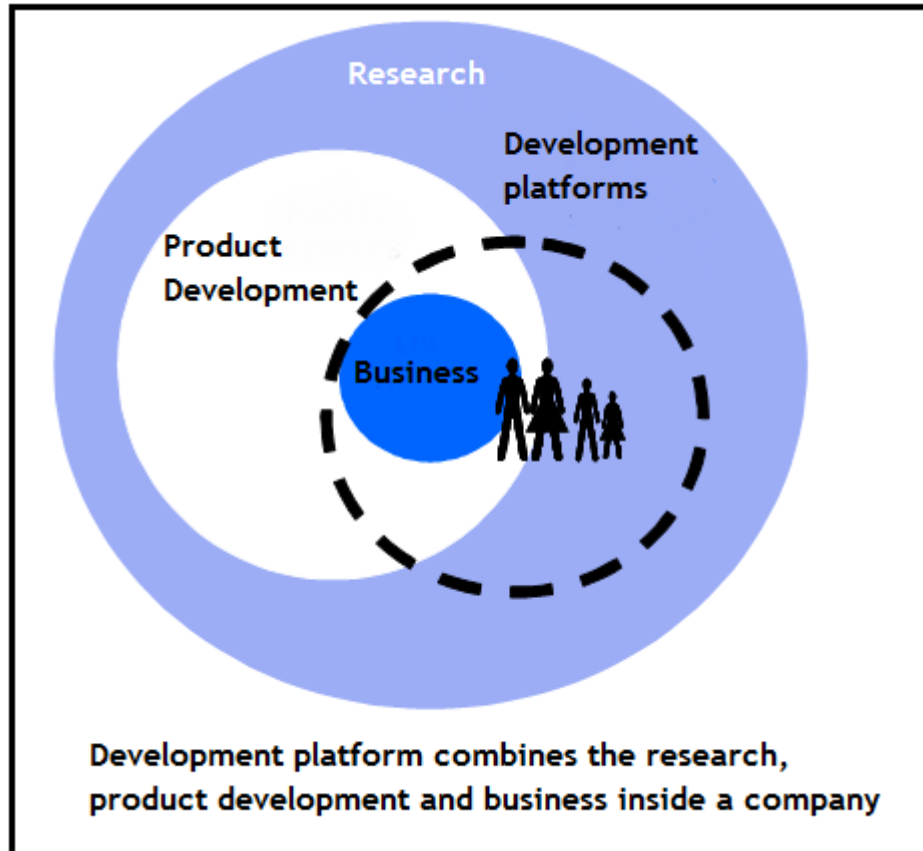 Research
Development
platforms
Product
Development
Business
Development platform combines the research,
product development and business inside a company